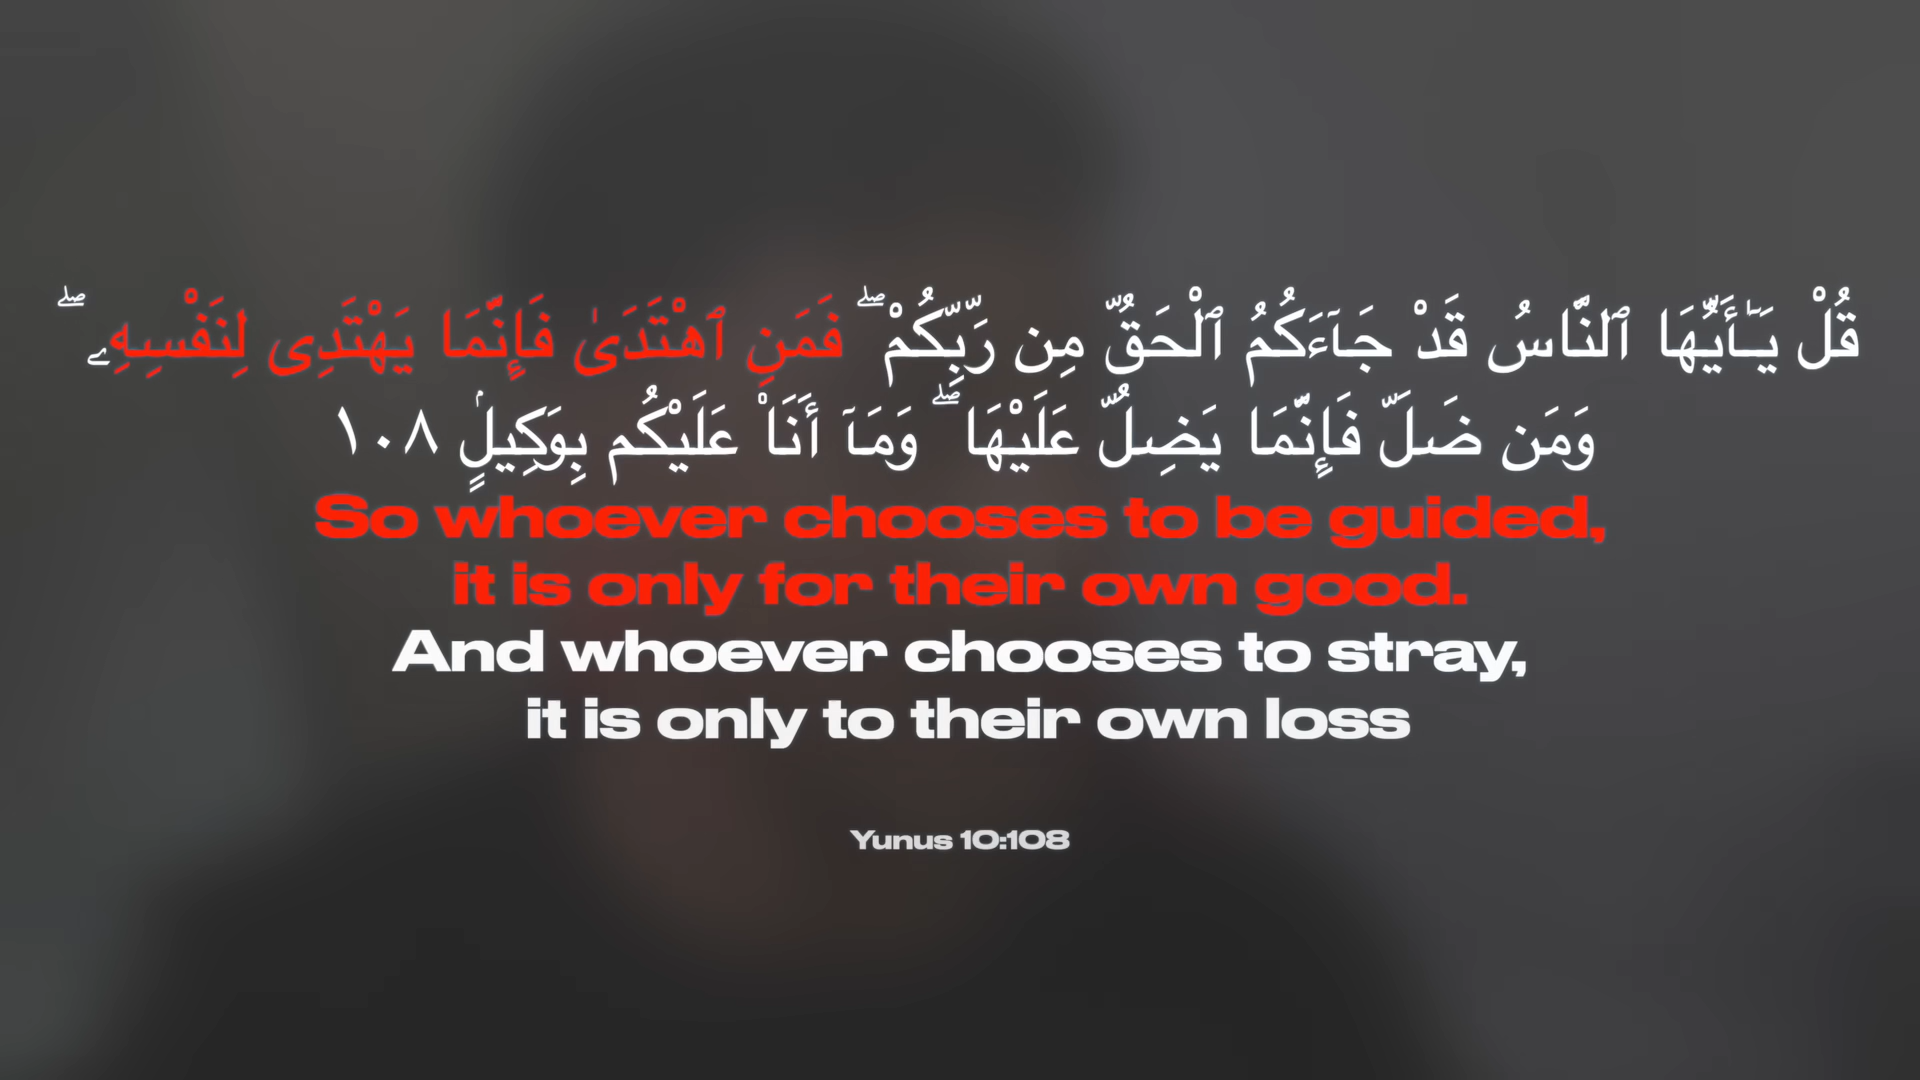 قُلْ يَـٰٓأَيُّهَا ٱلنَّاسُ قَدْ جَآءَكُمُ ٱلْحَقُّ مِن رَّبِّكُمْ ۖ فَمَنِ ٱهْتَدَىٰ فَإِنَّمَا يَهْتَدِى لِنَفْسِهِۦ ۖ
وَمَن ضَلَّ فَإِنَّمَا يَضِلُّ عَلَيْهَا ۖ وَمَآ أَنَا۠ عَلَيْكُم بِوَكِيلٍۢ ١٠٨
So whoever chooses to be guided,
it is only for their own good.
And whoever chooses to stray,
it is only to their own loss
Yunus 10:108